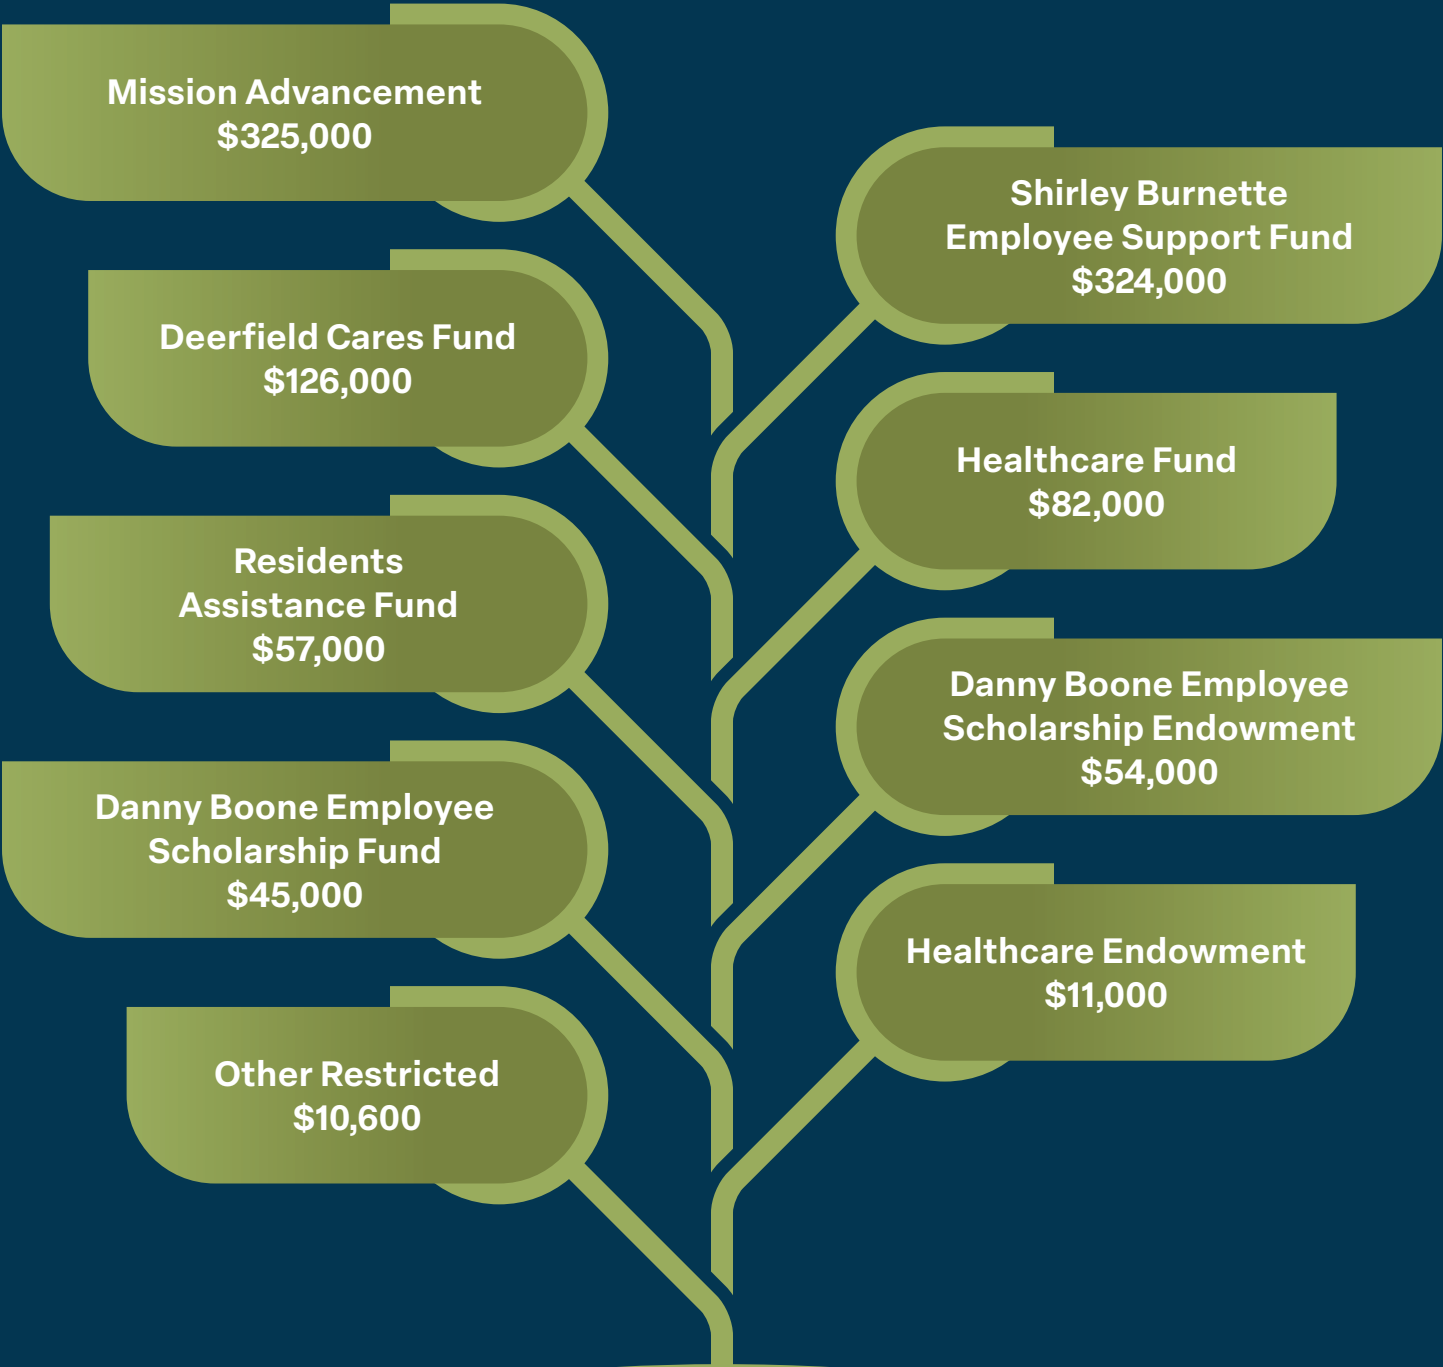 Mission Advancement
$325,000
Shirley Burnette
Employee Support Fund
$324,000
Deerfield Cares Fund
$126,000
Healthcare Fund
$82,000
Residents
Assistance Fund
$57,000
Danny Boone Employee
Scholarship Endowment
$54,000
Danny Boone Employee
Scholarship Fund
$45,000
Healthcare Endowment
$11,000
Other Restricted
$10,600